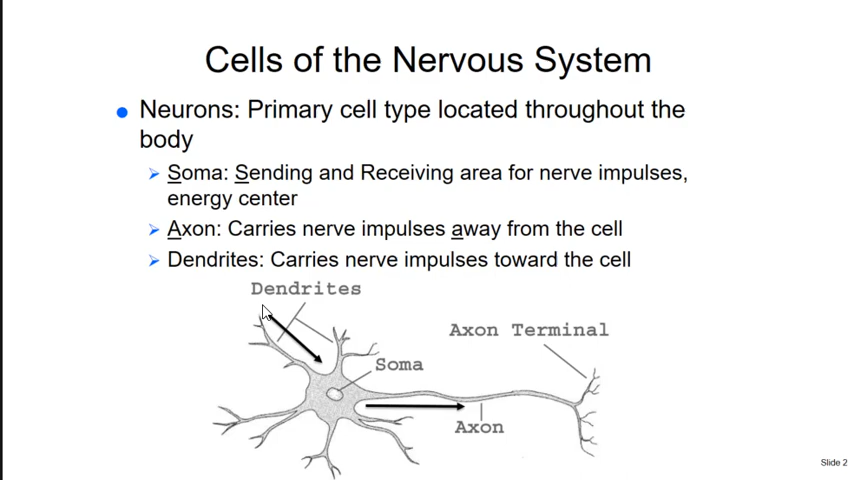 Cells of the Nervous System
Neurons: Primary cell type located throughout the
body
Soma: Sending and Receiving area for nerve impulses,
energy center
Axon: Carries nerve impulses away from the cell
Dendrites: Carries nerve impulses toward the cell
Dendrites
Axon Terminal
Soma
Axon
Slide 2